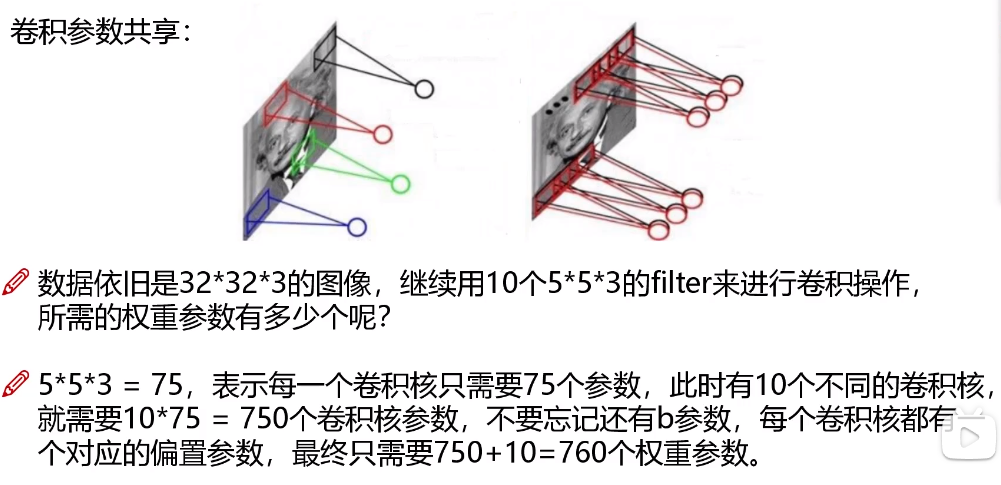 卷积参数共享：
数据依旧是32*32*3的图像，继续用10个5*5*3的filter来进行卷积操作，
所需的权重参数有多少个呢？
5*5*3 = 75，表示每一个卷积核只需要75个参数，此时有10个不同的卷积核，
就需要10*75 = 750个卷积核参数，不要忘记还有b参数，每个卷积核都有
个对应的偏置参数，最终只需要750+10=760个权重参数。